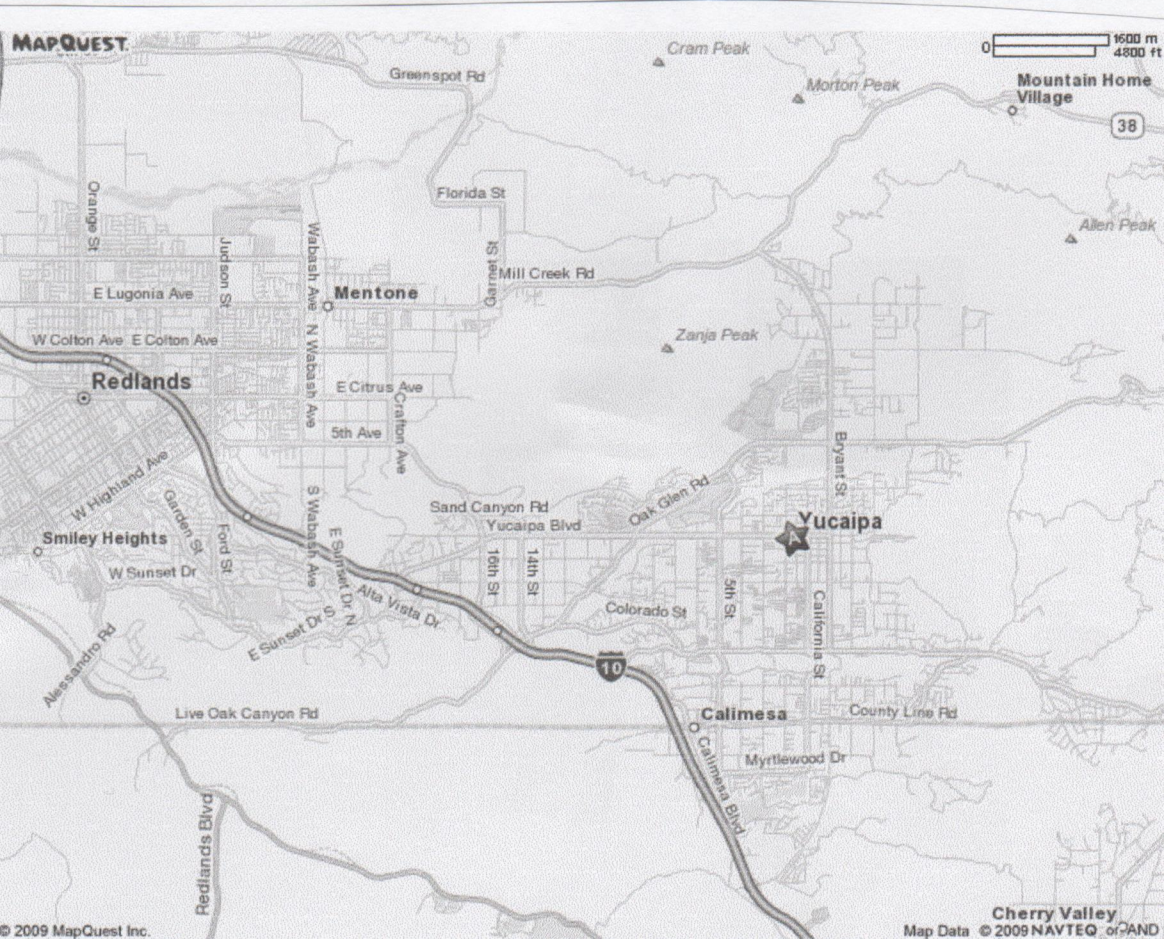 MAPQUEST.
0
1600 m
4800 ft
Cram Peak
Greenspot Rd
Morton Peak
Mountain Home
Village
38
Orange St
Florida St
Allen Peak
Judson St
Wabash Ave
Garnet St
Mill Creek Rd
E Lugonia Ave
Mentone
W Colton Ave
E Colton Ave
N Wabash Ave
Zanja Peak
Redlands
E Citrus Ave
Crafton Ave
5th Ave
Bryant St
W Highland Ave
Garden St
Ford St
S Wabash Ave
E Sunset Dr N
Sand Canyon Rd
Yucaipa Blvd
Oak Glen Rd
Yucaipa
A
Smiley Heights
W Sunset Dr
16th St
14th St
5th St
California St
Alta Vista Dr
Colorado St
E Sunset Dr S
Alessandro Rd
10
Live Oak Canyon Rd
Calimesa
County Line Rd
Calimesa Blvd
Myrtlewood Dr
Redlands Blvd
Cherry Valley
© 2009 MapQuest Inc.
Map Data © 2009 NAVTEQ or AND